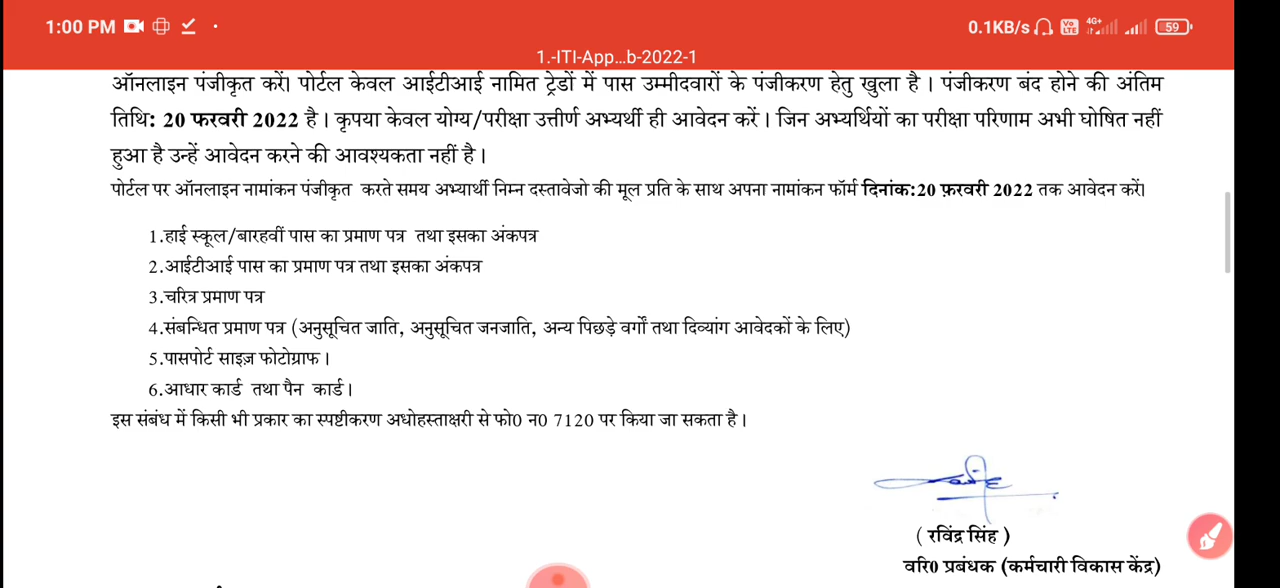 1:00 PM
0.1KB/s Vo LTE 4G+ 59
1.-ITI-App...b-2022-1
ऑनलाइन पंजीकृत करें। पोर्टल केवल आईटीआई नामित ट्रेडों में पास उम्मीदवारों के पंजीकरण हेतु खुला है । पंजीकरण बंद होने की अंतिम
तिथि: 20 फरवरी 2022 है । कृपया केवल योग्य/परीक्षा उत्तीर्ण अभ्यर्थी ही आवेदन करें । जिन अभ्यर्थियों का परीक्षा परिणाम अभी घोषित नहीं
हुआ है उन्हें आवेदन करने की आवश्यकता नहीं है ।
पोर्टल पर ऑनलाइन नामांकन पंजीकृत करते समय अभ्यार्थी निम्न दस्तावेजो की मूल प्रति के साथ अपना नामांकन फॉर्म दिनांक:20 फ़रवरी 2022 तक आवेदन करें।
1.हाई स्कूल/बारहवीं पास का प्रमाण पत्र तथा इसका अंकपत्र
2.आईटीआई पास का प्रमाण पत्र तथा इसका अंकपत्र
3.चरित्र प्रमाण पत्र
4.संबन्धित प्रमाण पत्र (अनुसूचित जाति, अनुसूचित जनजाति, अन्य पिछड़े वर्गों तथा दिव्यांग आवेदकों के लिए)
5.पासपोर्ट साइज़ फोटोग्राफ ।
6.आधार कार्ड तथा पैन कार्ड ।
इस संबंध में किसी भी प्रकार का स्पष्टीकरण अधोहस्ताक्षरी से फो0 न0 7120 पर किया जा सकता है ।
( रविंद्र सिंह )
वरि0 प्रबंधक (कर्मचारी विकास केंद्र)